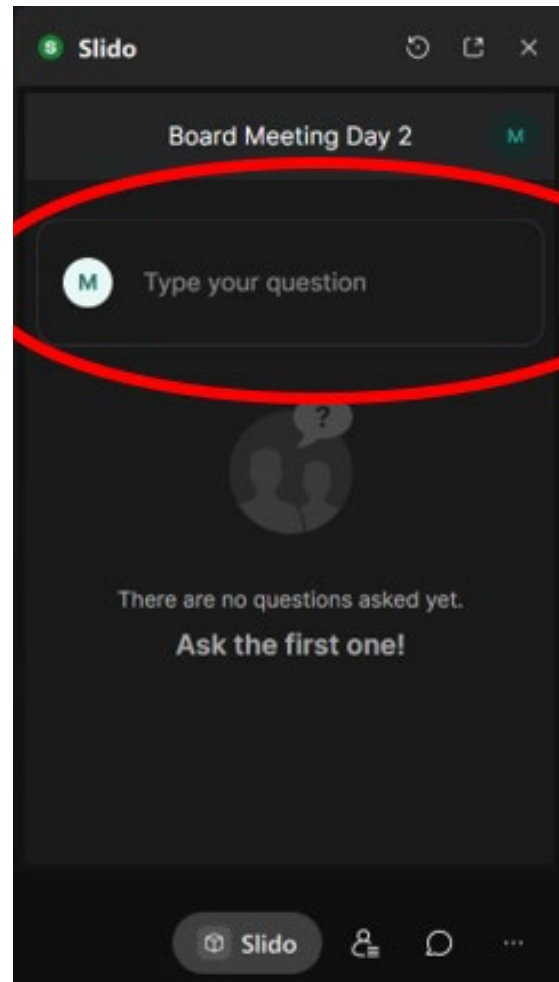 S Slido
Board Meeting Day 2 M
M Type your question
?
There are no questions asked yet.
Ask the first one!
Slido